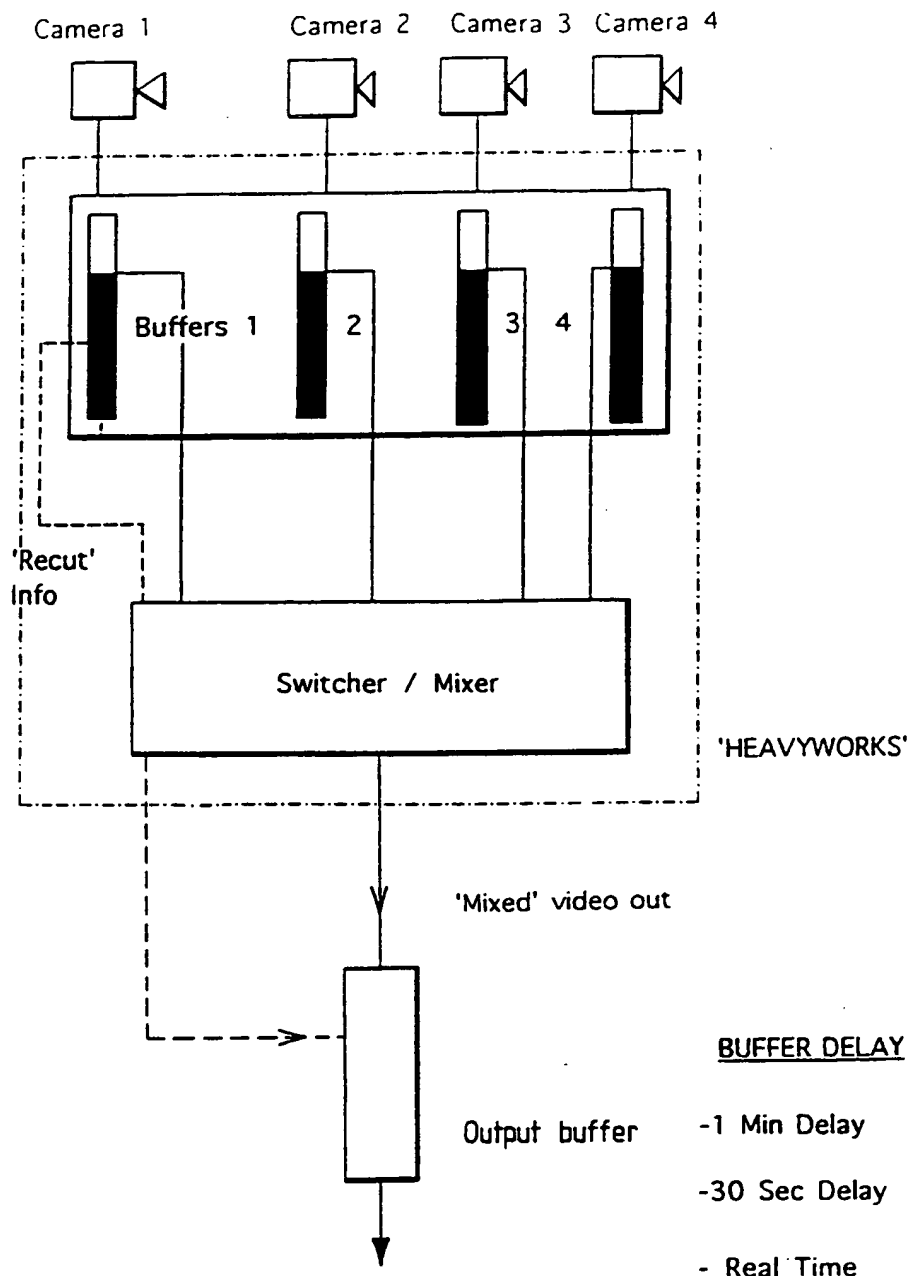 Camera 1
Camera 2
Camera 3
Camera 4
Buffers 1
2
3
4
'Recut'
Info
Switcher / Mixer
'HEAVYWORKS'
'Mixed' video out
BUFFER DELAY
Output buffer
-1 Min Delay
-30 Sec Delay
- Real Time